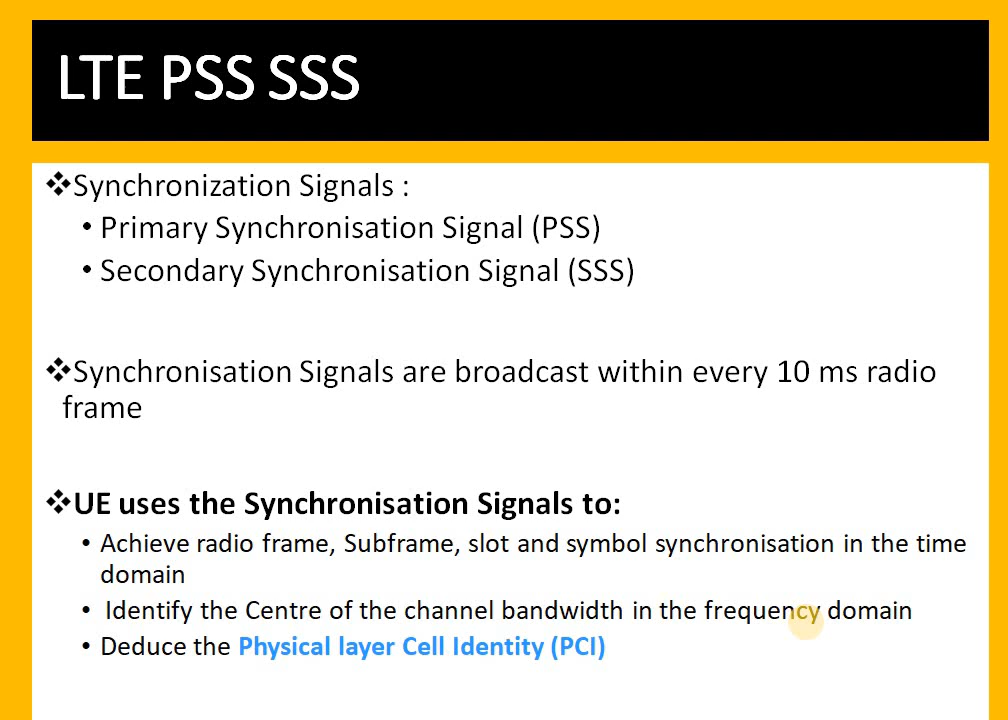 LTE PSS SSS
❖Synchronization Signals :
• Primary Synchronisation Signal (PSS)
• Secondary Synchronisation Signal (SSS)
❖Synchronisation Signals are broadcast within every 10 ms radio
frame
❖UE uses the Synchronisation Signals to:
• Achieve radio frame, Subframe, slot and symbol synchronisation in the time
domain
• Identify the Centre of the channel bandwidth in the frequency domain
• Deduce the Physical layer Cell Identity (PCI)